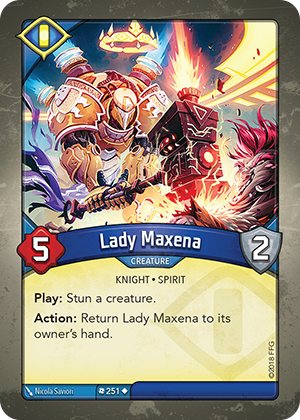 Lady Maxena
CREATURE
5
2
KNIGHT • SPIRIT
Play: Stun a creature.
Action: Return Lady Maxena to its
owner's hand.
Nicola Saviori
251
©2018 FFG